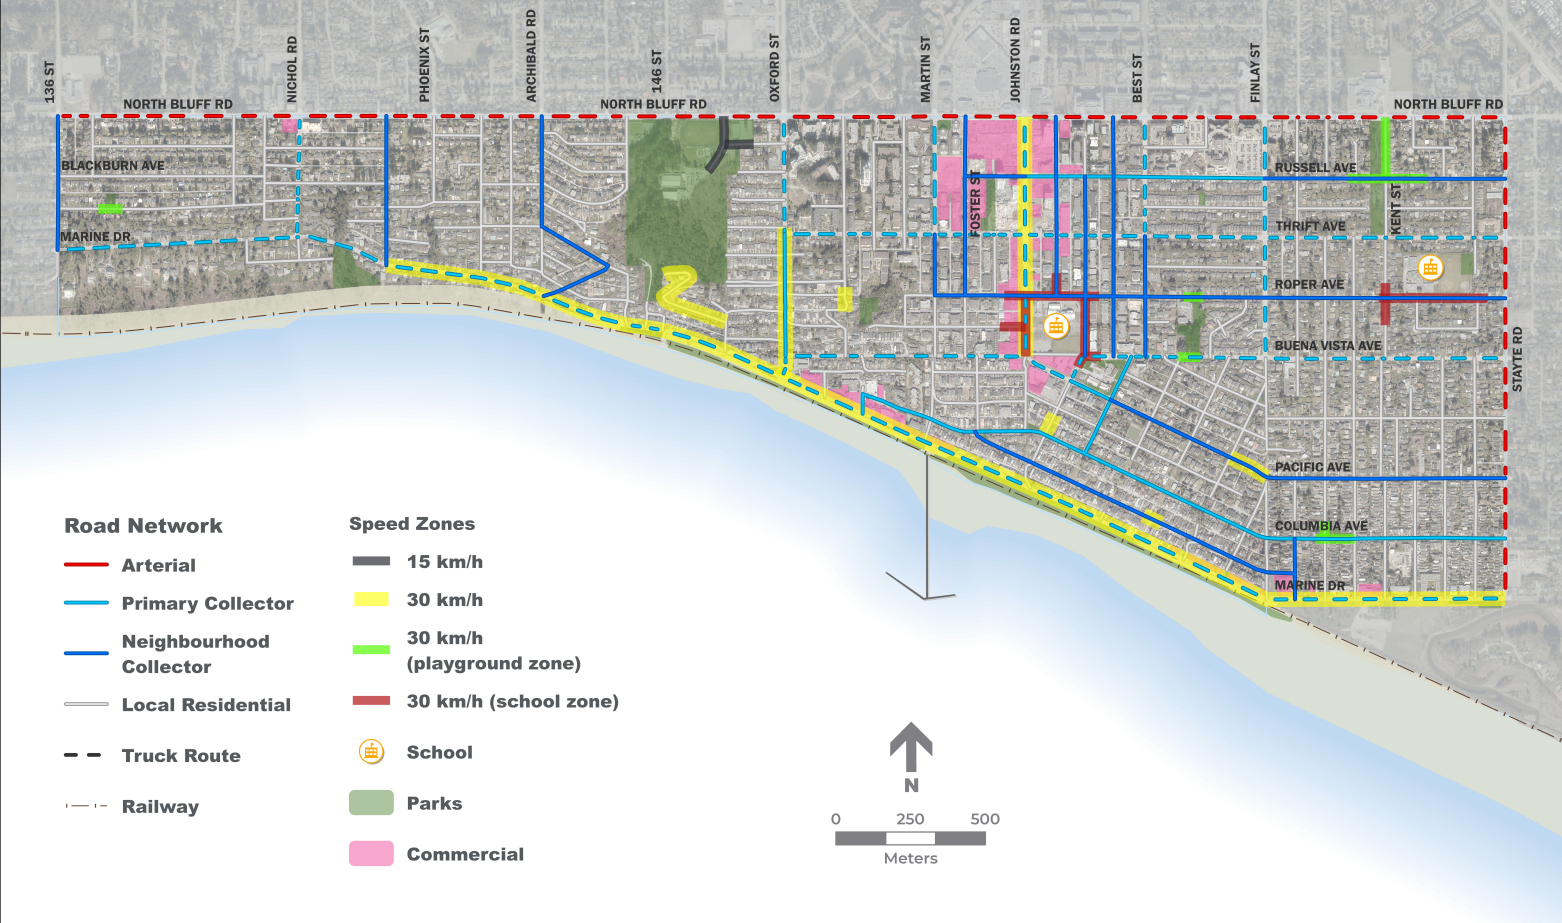 136 ST
NICHOL RD
PHOENIX ST
ARCHIBALD RD
146 ST
OXFORD ST
MARTIN ST
JOHNSTON RD
BEST ST
FINLAY ST
NORTH BLUFF RD
NORTH BLUFF RD
NORTH BLUFF RD
BLACKBURN AVE
RUSSELL AVE
FOSTER ST
KENT ST
MARINE DR
THRIFT AVE
ROPER AVE
BUENA VISTA AVE
STAYTE RD
PACIFIC AVE
COLUMBIA AVE
MARINE DR
Road Network
Arterial
Primary Collector
Neighbourhood
Collector
Local Residential
Truck Route
Railway
Speed Zones
15 km/h
30 km/h
30 km/h
(playground zone)
30 km/h (school zone)
School
Parks
Commercial
N
0 250 500
Meters